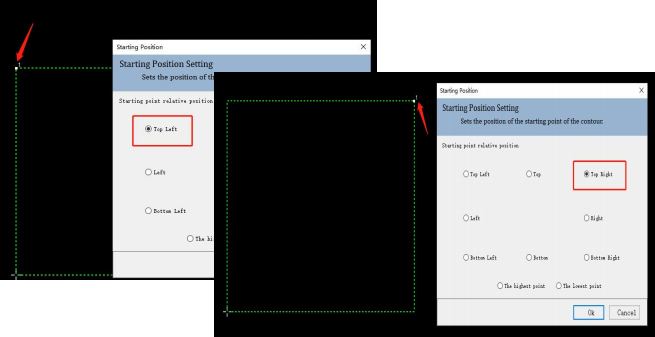 1
Starting Position
Starting Position Setting
Sets the position of th
Starting point relative position
Top Left
Left
Bottom Left
The hi
Starting Position
Starting Position Setting
Sets the position of the starting point of the contour.
Starting point relative position
Top Left Top Top Right
Left Right
Bottom Left Bottom Bottom Right
The highest point The lowest point
Ok Cancel